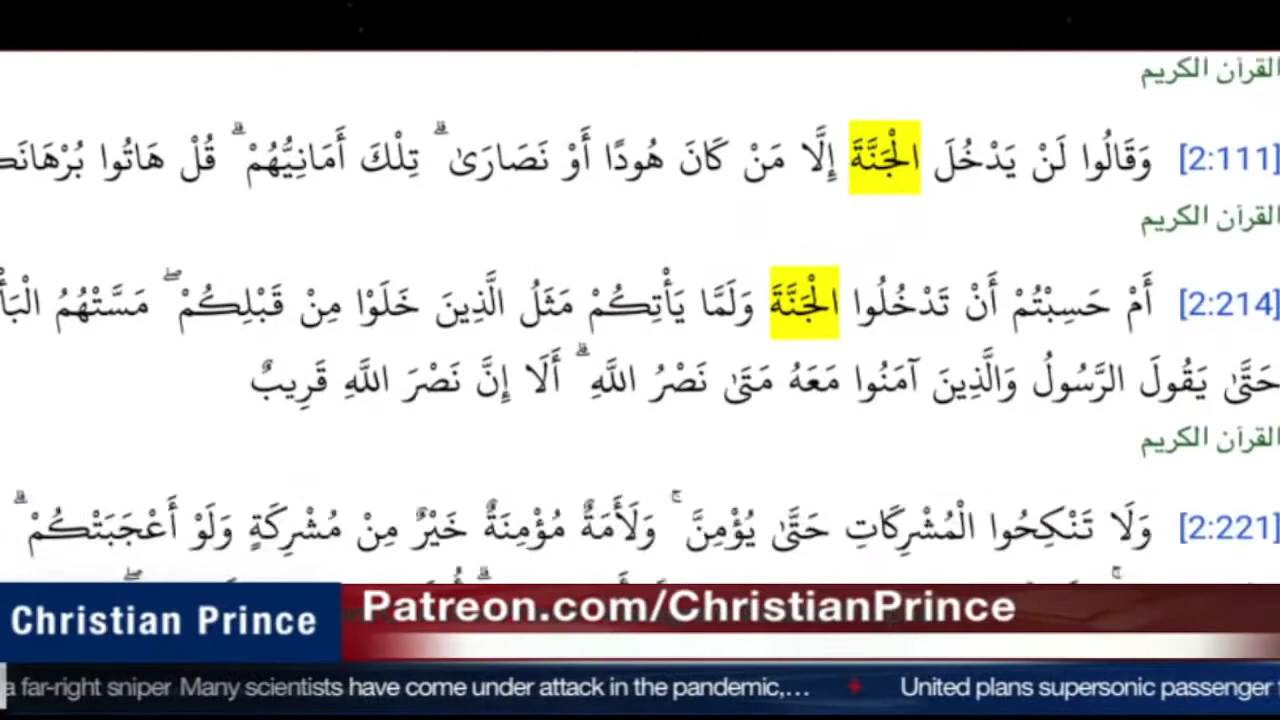 القرآن الكريم
[2:111] وَقَالُوا لَنْ يَدْخُلَ الْجَنَّةَ إِلَّا مَنْ كَانَ هُودًا أَوْ نَصَارَىٰ ۗ تِلْكَ أَمَانِيُّهُمْ ۗ قُلْ هَاتُوا
القرآن الكريم
[2:214] أَمْ حَسِبْتُمْ أَنْ تَدْخُلُوا الْجَنَّةَ وَلَمَّا يَأْتِكُمْ مَثَلُ الَّذِينَ خَلَوْا مِنْ قَبْلِكُمْ ۖ مَسَّتْهُمُ
حَتَّىٰ يَقُولَ الرَّسُولُ وَالَّذِينَ آمَنُوا مَعَهُ مَتَىٰ نَصْرُ اللَّهِ ۗ أَلَا إِنَّ نَصْرَ اللَّهِ قَرِيبٌ
القرآن الكريم
[2:221] وَلَا تَنْكِحُوا الْمُشْرِكَاتِ حَتَّىٰ يُؤْمِنَّ ۚ وَلَأَمَةٌ مُؤْمِنَةٌ خَيْرٌ مِنْ مُشْرِكَةٍ وَلَوْ أَعْجَبَتْكُمْ ۗ
Christian Prince
Patreon.com/ChristianPrince
a far-right sniper Many scientists have come under attack in the pandemic,… United plans supersonic passenger